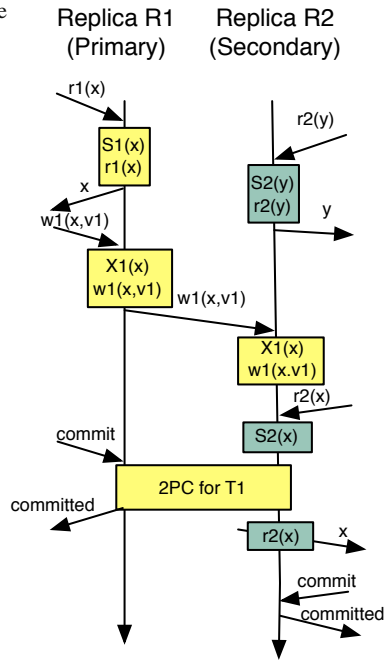 e
Replica R1
(Primary)
Replica R2
(Secondary)
r1(x)
r2(y)
S1(x)
r1(x)
S2(y)
r2(y)
x
w1(x,v1)
y
X1(x)
w1(x,v1)
w1(x,v1)
X1(x)
w1(x.v1)
r2(x)
S2(x)
commit
2PC for T1
committed
r2(x)
x
commit
committed